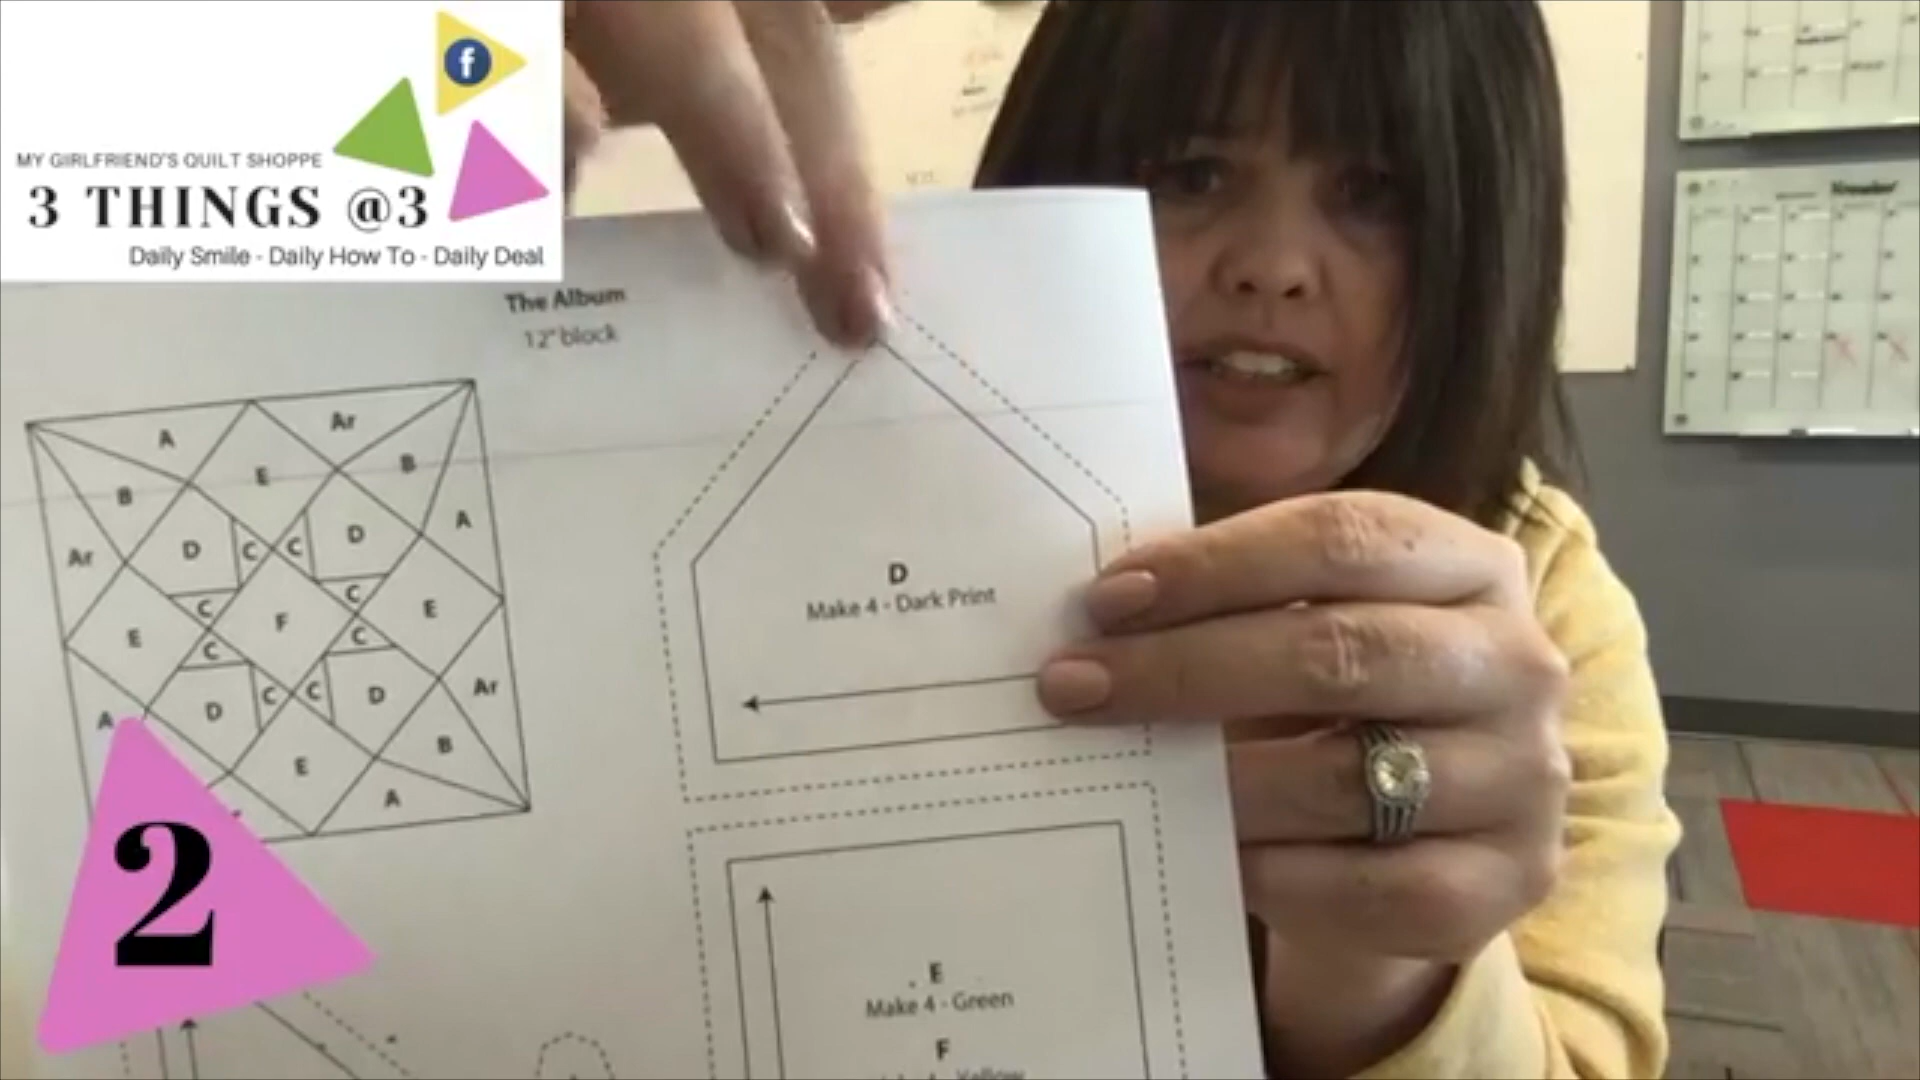 f
MY GIRLFRIEND'S QUILT SHOPPE
3 THINGS @3
Daily Smile - Daily How To - Daily Deal
The Album
12" block
A
Ar
B
E
B
Ar
D
C
C
D
A
C
C
E
F
E
C
C
A
D
C
C
D
Ar
E
B
A
D
Make 4 - Dark Print
E
Make 4 - Green
F
Yellow
2